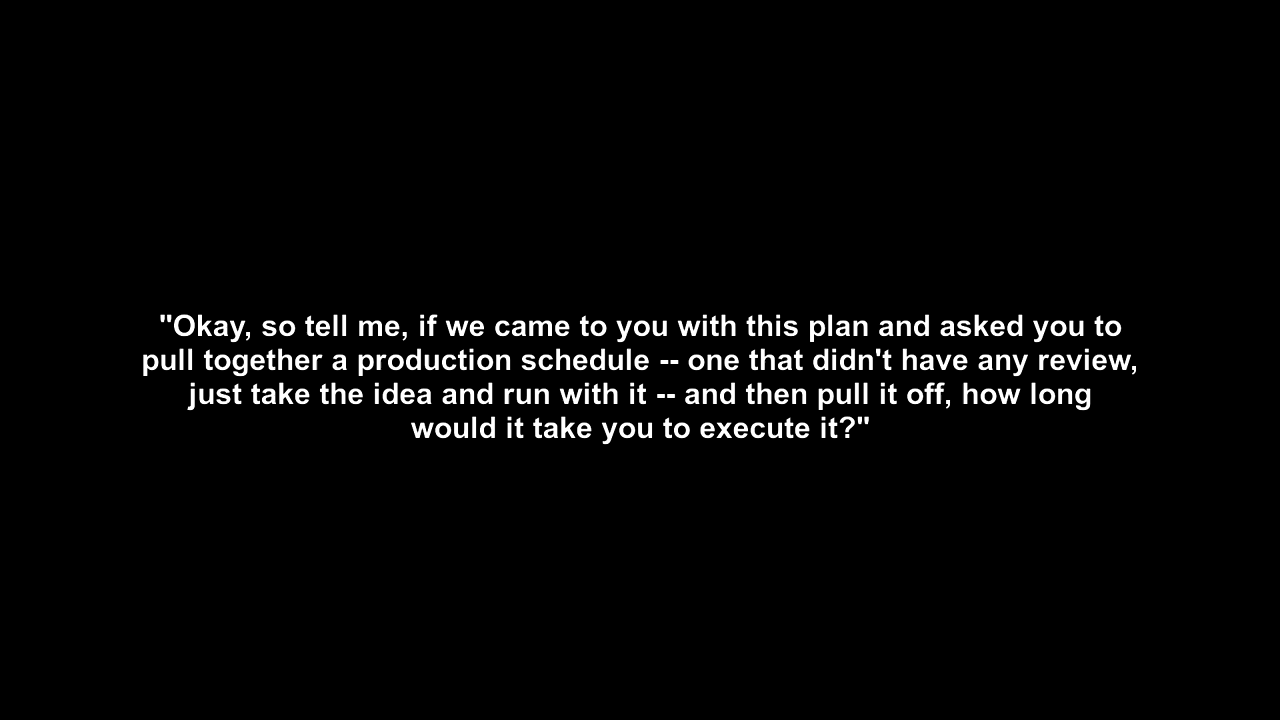 "Okay, so tell me, if we came to you with this plan and asked you to
pull together a production schedule -- one that didn't have any review,
just take the idea and run with it -- and then pull it off, how long
would it take you to execute it?"